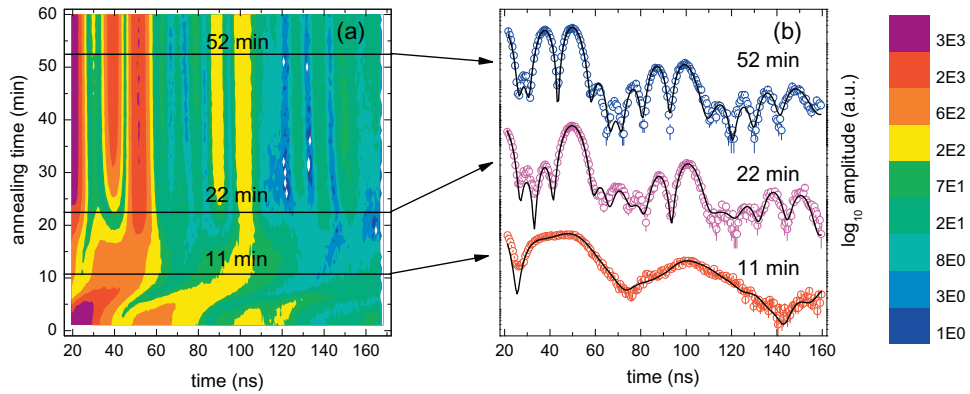 (a)
52 min
22 min
11 min
annealing time (min)
60
50
40
30
20
10
0
20 40 60 80 100 120 140
time (ns)
(b)
52 min
22 min
11 min
log10 amplitude (a.u.)
20 40 60 80 100 120 140 160
time (ns)
3E3
2E3
6E2
2E2
7E1
2E1
8E0
3E0
1E0